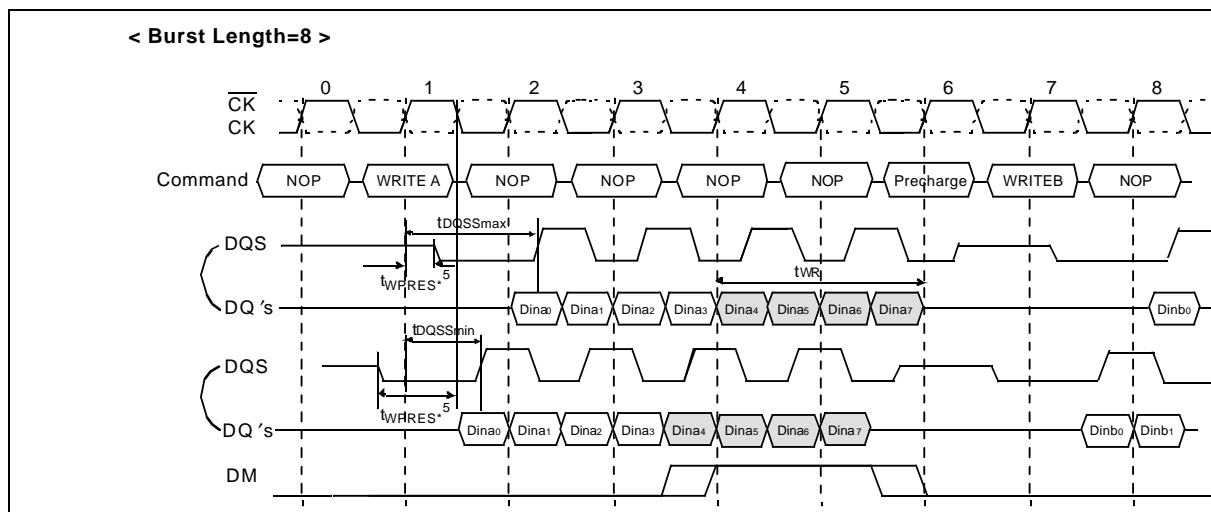 < Burst Length=8 >
0 1 2 3 4 5 6 7 8
CK
CK
Command NOP WRITE A NOP NOP NOP NOP Precharge WRITEB NOP
tDQSSmax
DQS
tWPRES*5
tWR
DQ's Dina0 Dina1 Dina2 Dina3 Dina4 Dina5 Dina6 Dina7 Dinb0
tDQSSmin
DQS
tWPRES*5
DQ's Dina0 Dina1 Dina2 Dina3 Dina4 Dina5 Dina6 Dina7 Dinb0 Dinb1
DM